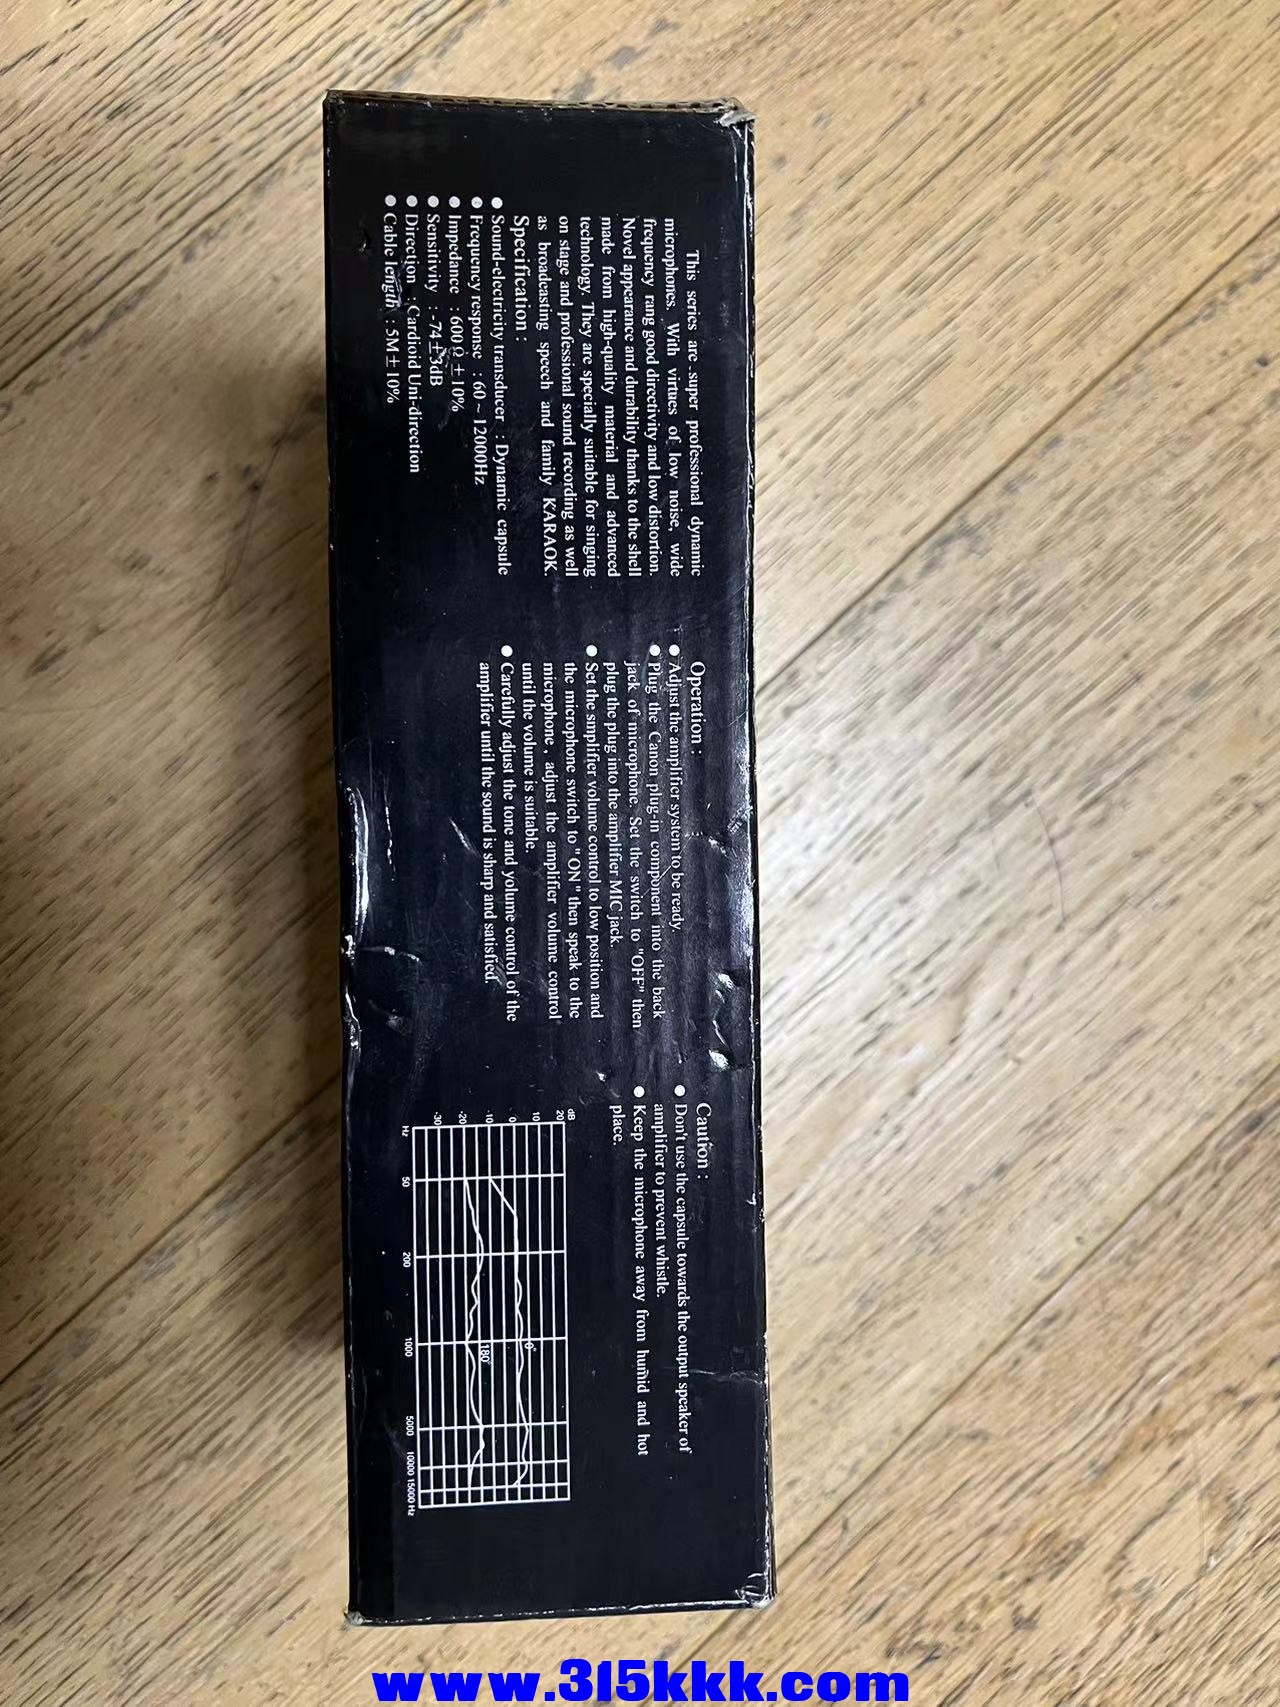 This series are super professional dynamic
microphones. With virtues of low noise, wide
frequency rang good directivity and low distortion.
Novel appearance and durability thanks to the shell
made from high-quality material and advanced
technology. They are specially suitable for singing
on stage and professional sound recording as well
as broadcasting speech and family KARAOK.
Specification :
● Sound-electricity transducer : Dynamic capsule
● Frequency response : 60 ~ 12000Hz
● Impedance : 600Ω ± 10%
● Sensitivity : -74 ± 3dB
● Direction : Cardioid Uni-direction
● Cable length : 5M ± 10%
Operation :
● Adjust the amplifier system to be ready.
● Plug the Canon plug-in component into the back
jack of microphone. Set the switch to "OFF" then
plug the plug into the amplifier MIC jack.
● Set the smplifier volume control to low position and
the microphone switch to "ON" then speak to the
microphone, adjust the amplifier volume control
until the volume is suitable.
● Carefully adjust the tone and volume control of the
amplifier until the sound is sharp and satisfied.
Caution :
● Don't use the capsule towards the output speaker of
amplifier to prevent whistle.
● Keep the microphone away from humid and hot
place.
dB
20
10
0
-10
-20
-30
0°
180°
Hz 50 200 1000 5000 10000 15000 Hz
www.315kkk.com